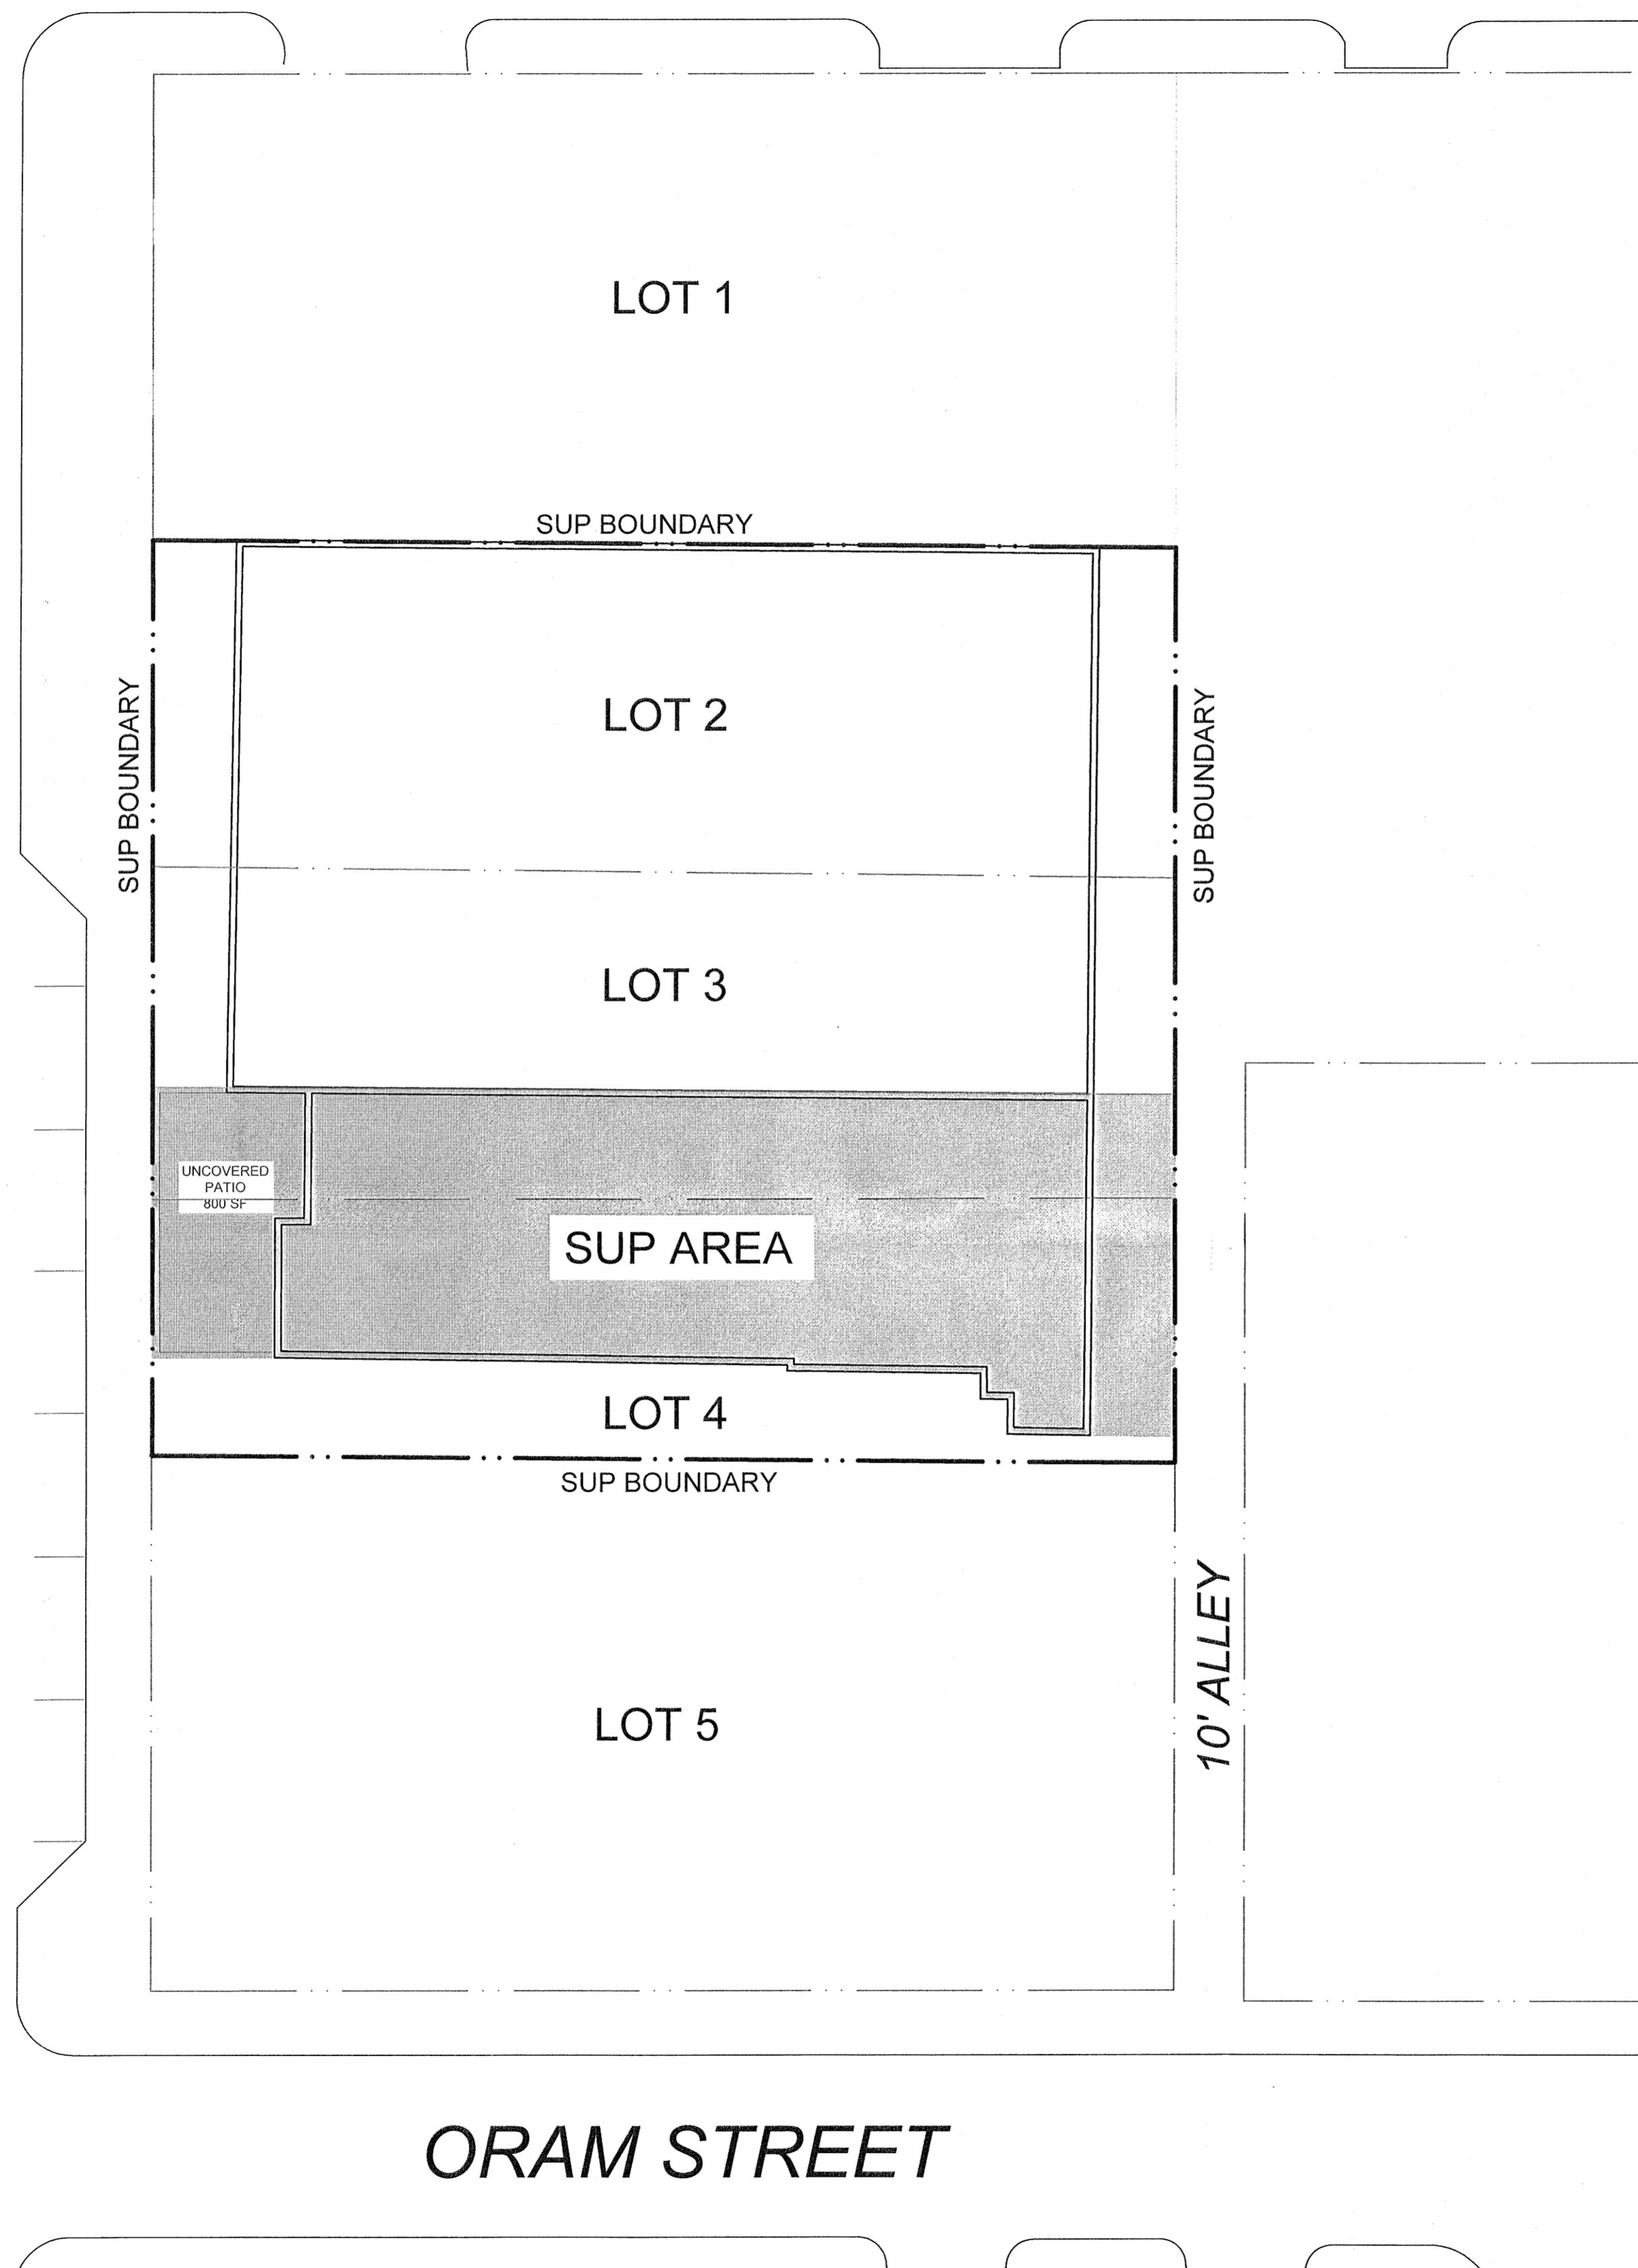 LOT 1
SUP BOUNDARY
LOT 2
SUP BOUNDARY
SUP BOUNDARY
LOT 3
UNCOVERED
PATIO
800 SF
SUP AREA
LOT 4
SUP BOUNDARY
10' ALLEY
LOT 5
ORAM STREET